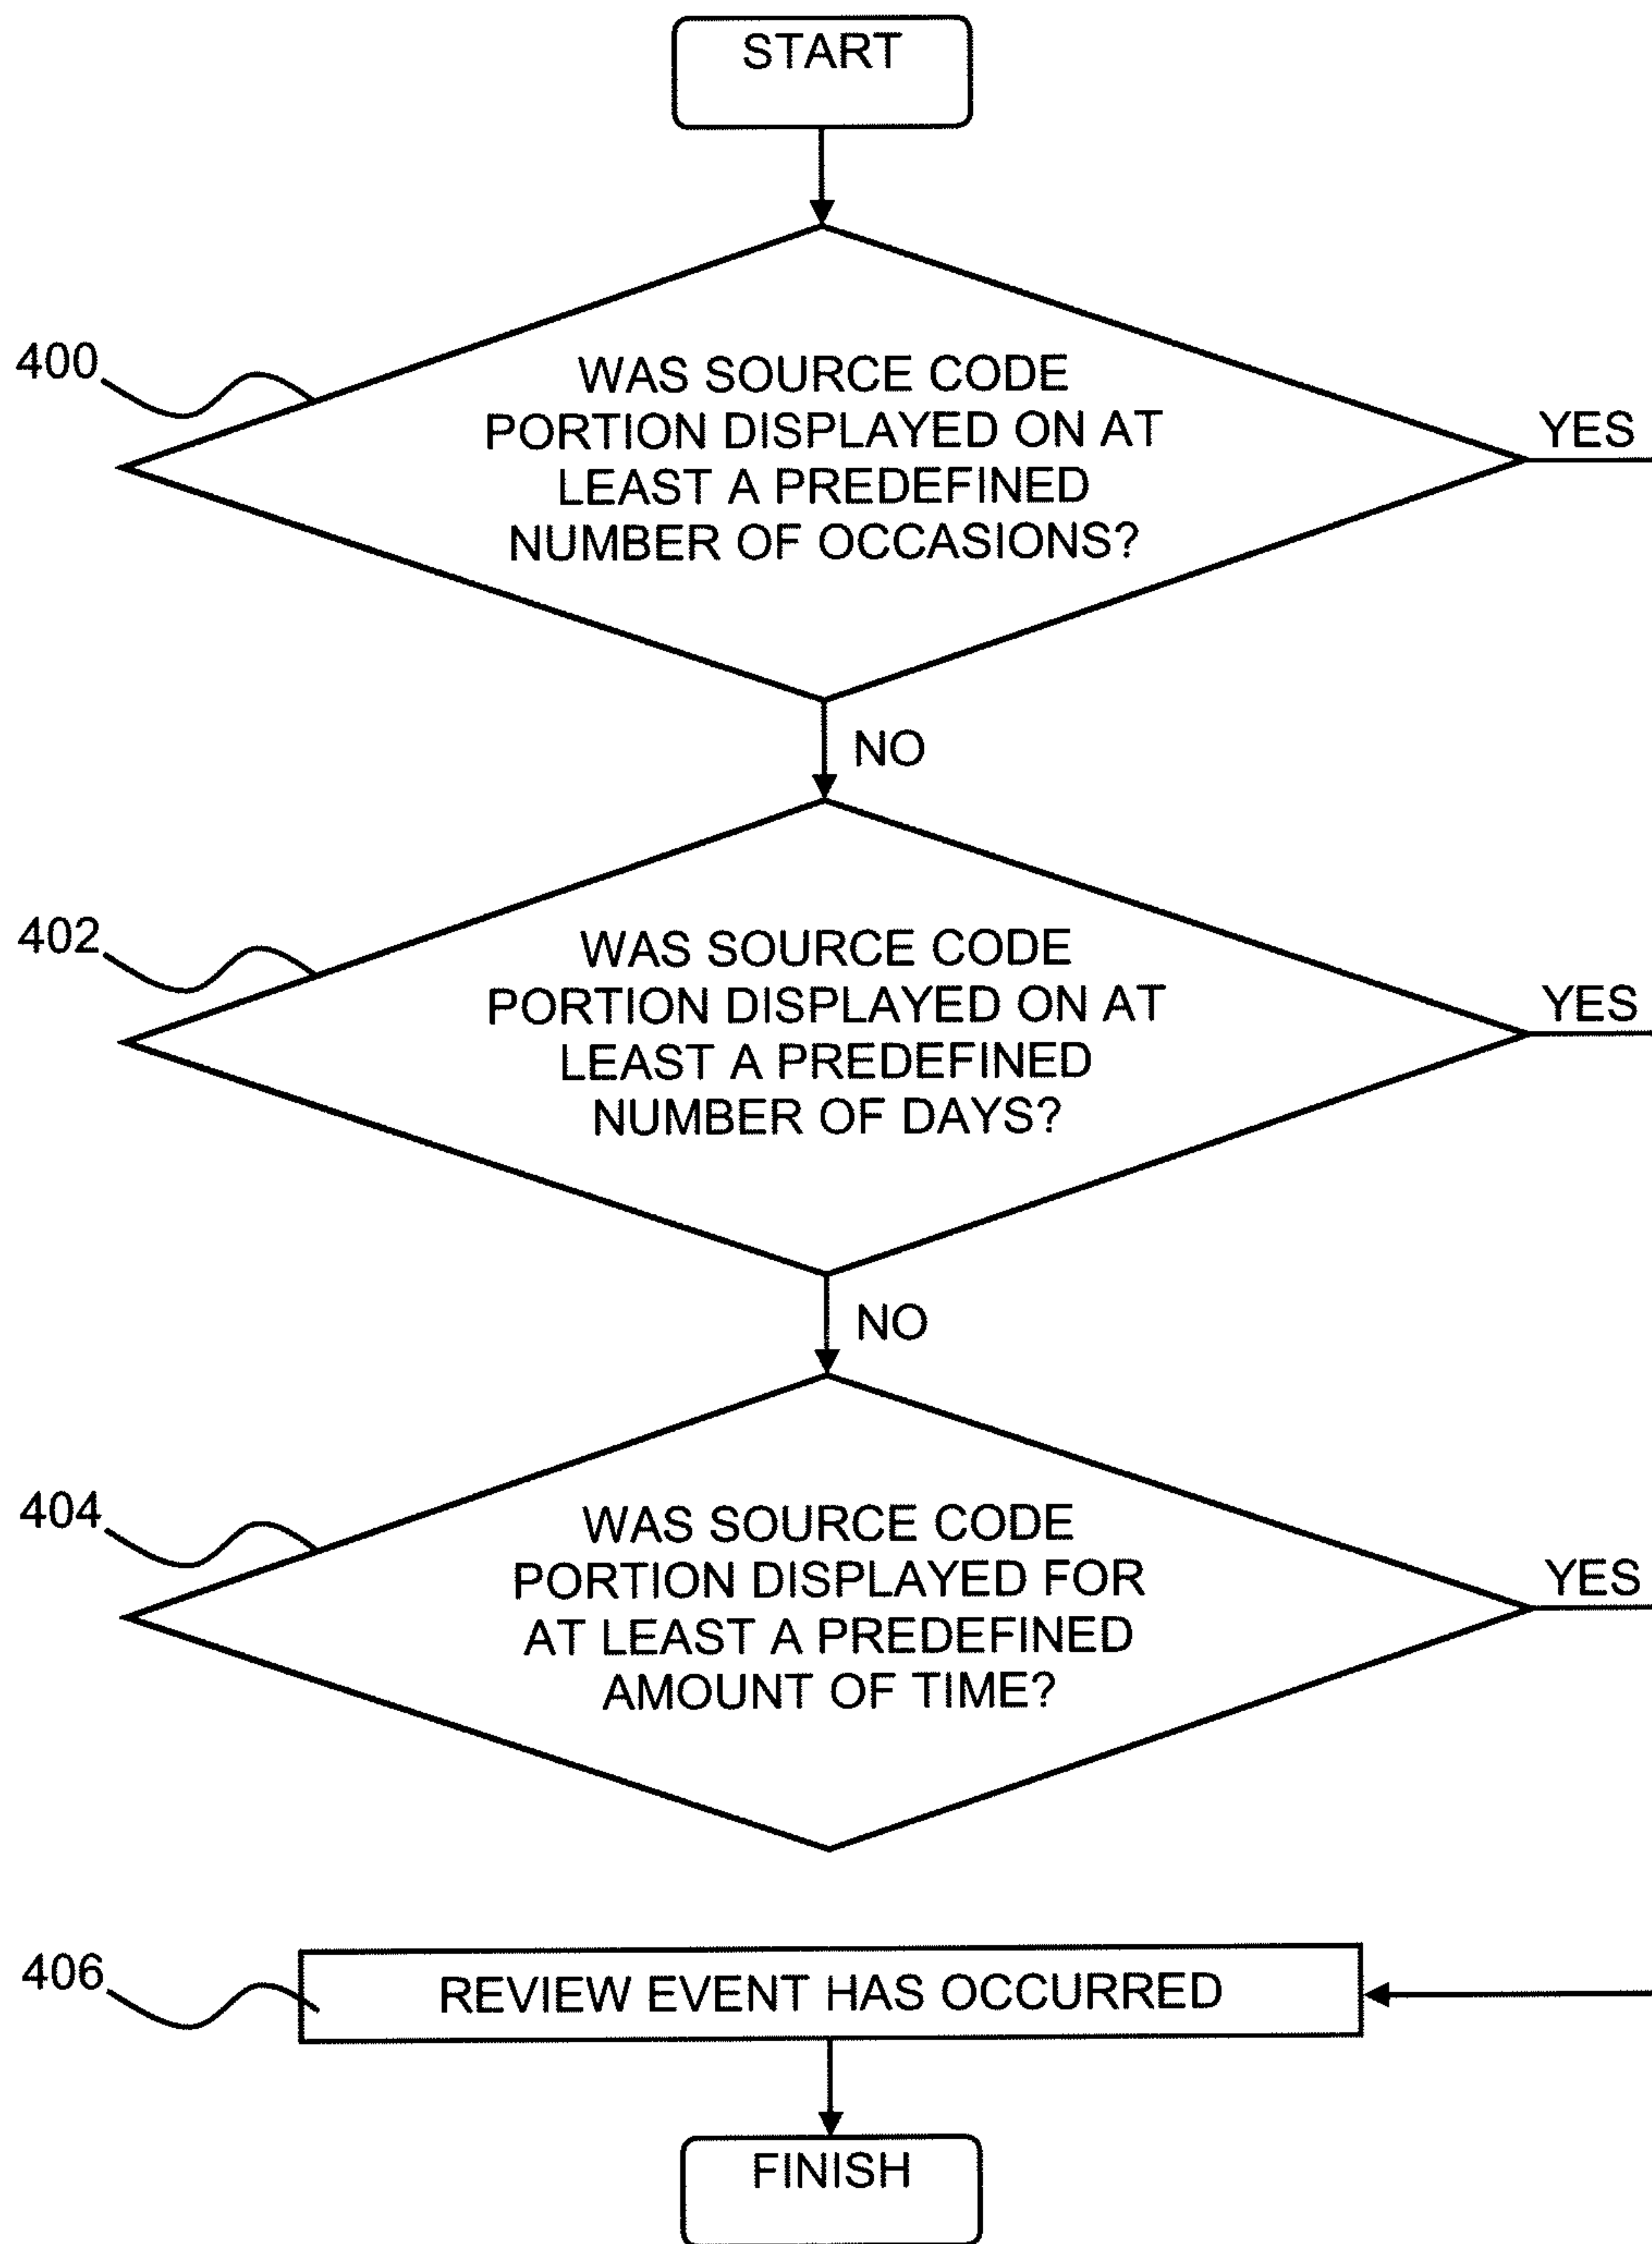 START
400
WAS SOURCE CODE
PORTION DISPLAYED ON AT
LEAST A PREDEFINED
NUMBER OF OCCASIONS?
YES
NO
402
WAS SOURCE CODE
PORTION DISPLAYED ON AT
LEAST A PREDEFINED
NUMBER OF DAYS?
YES
NO
404
WAS SOURCE CODE
PORTION DISPLAYED FOR
AT LEAST A PREDEFINED
AMOUNT OF TIME?
YES
406
REVIEW EVENT HAS OCCURRED
FINISH